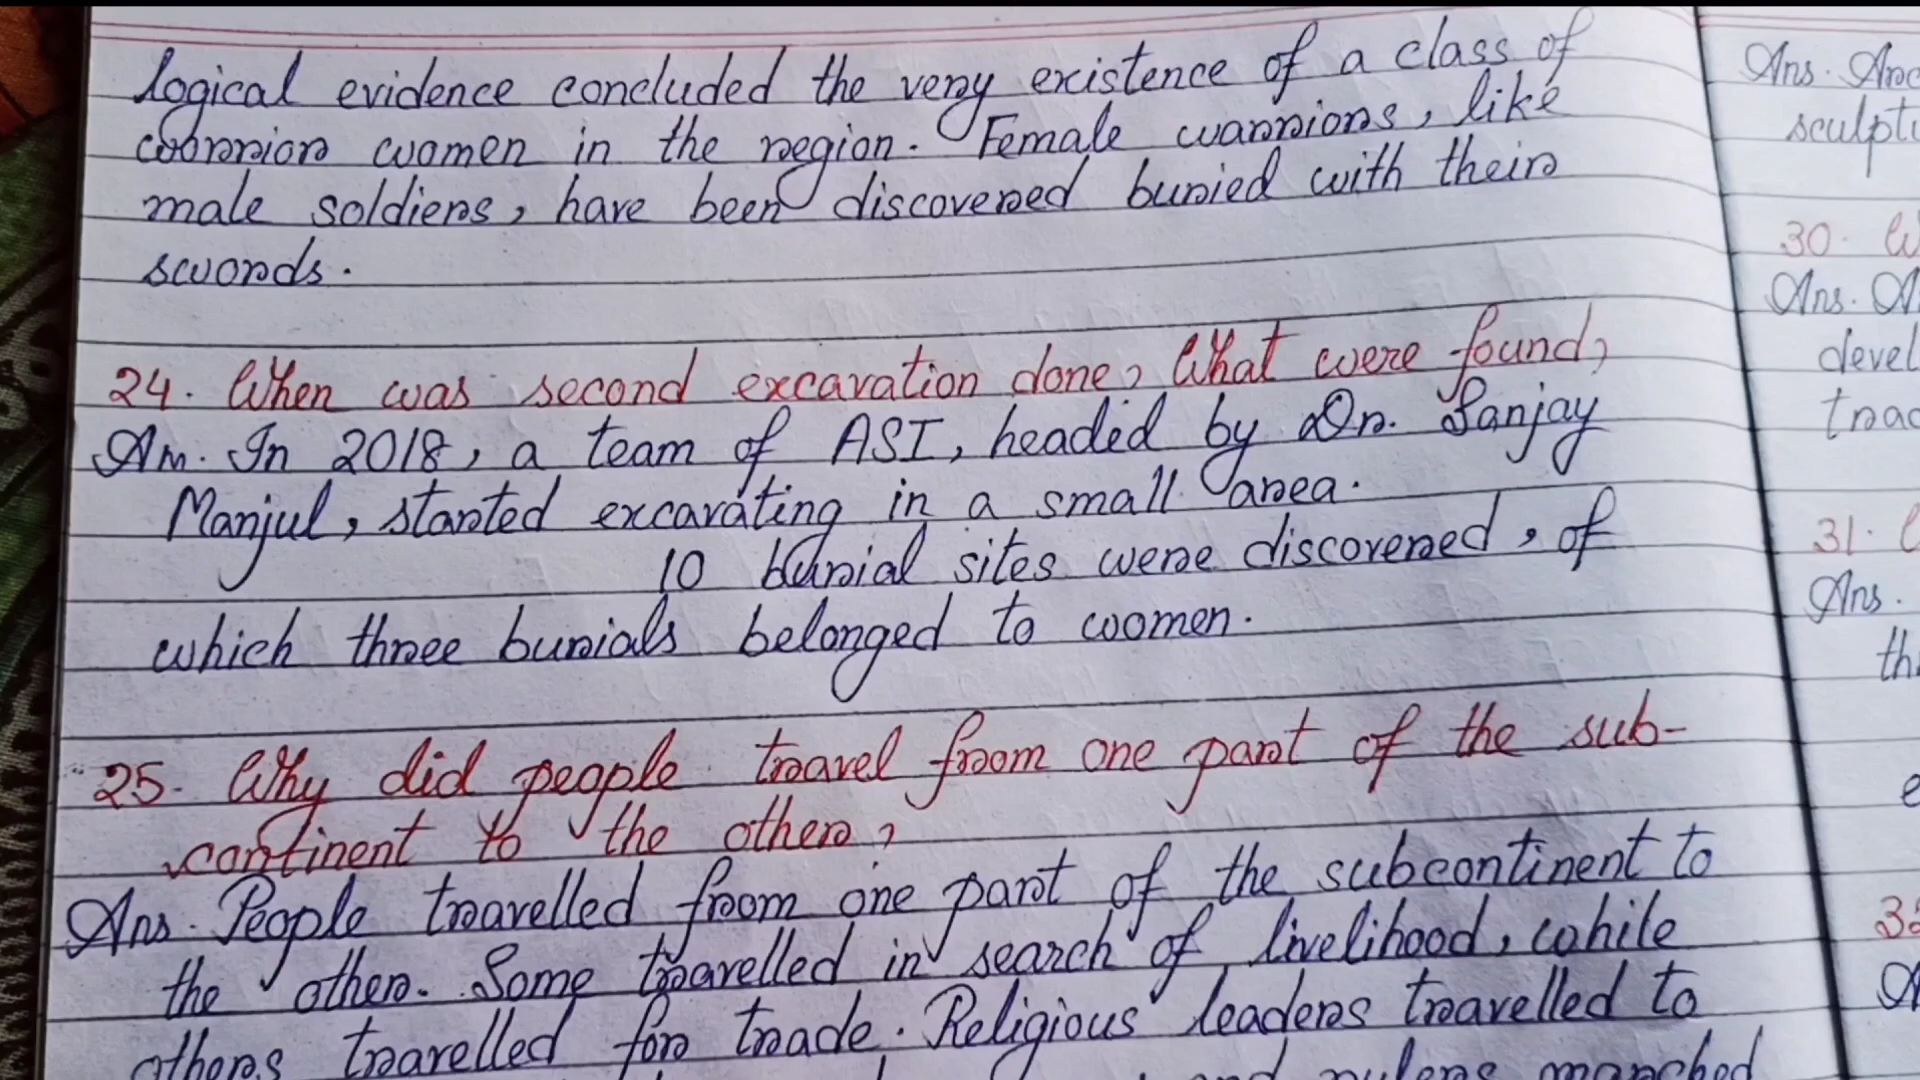 logical evidence concluded the very existence of a class of
warrior women in the region. Female warriors, like
male soldiers, have been discovered buried with their
swords.
24. When was second excavation done? What were found?
Ans. In 2018, a team of ASI, headed by Dr. Sanjay
Manjul, started excavating in a small area.
10 burial sites were discovered, of
which three burials belonged to women.
25. Why did people travel from one part of the sub-
continent to the other?
Ans. People travelled from one part of the subcontinent to
the other. Some travelled in search of livelihood, while
others travelled for trade. Religious leaders travelled to
rulers marched
Ans.
sculpt
30.
Ans.
devel
trad
31.
Ans.
th
e